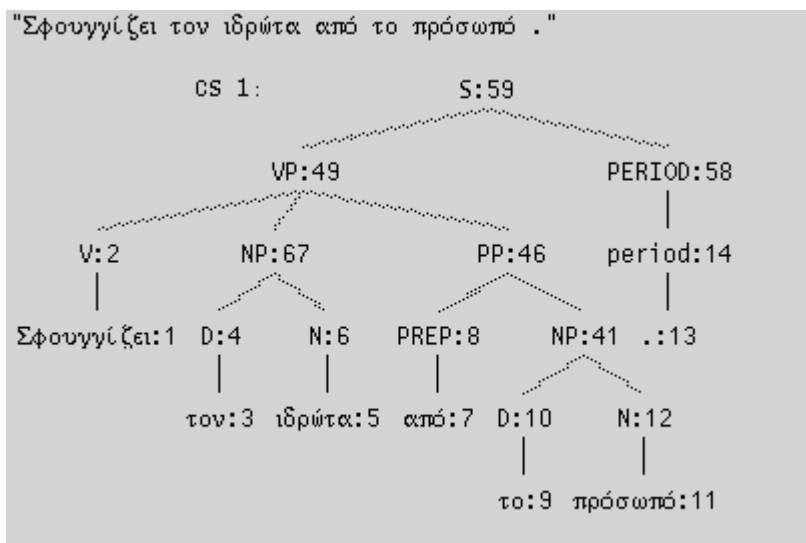 "Σφουγγίζει τον ιδρώτα από το πρόσωπό ."
CS 1: S:59
VP:49 PERIOD:58
V:2 NP:67 PP:46 period:14
Σφουγγίζει:1 D:4 N:6 PREP:8 NP:41 .:13
τον:3 ιδρώτα:5 από:7 D:10 N:12
το:9 πρόσωπό:11